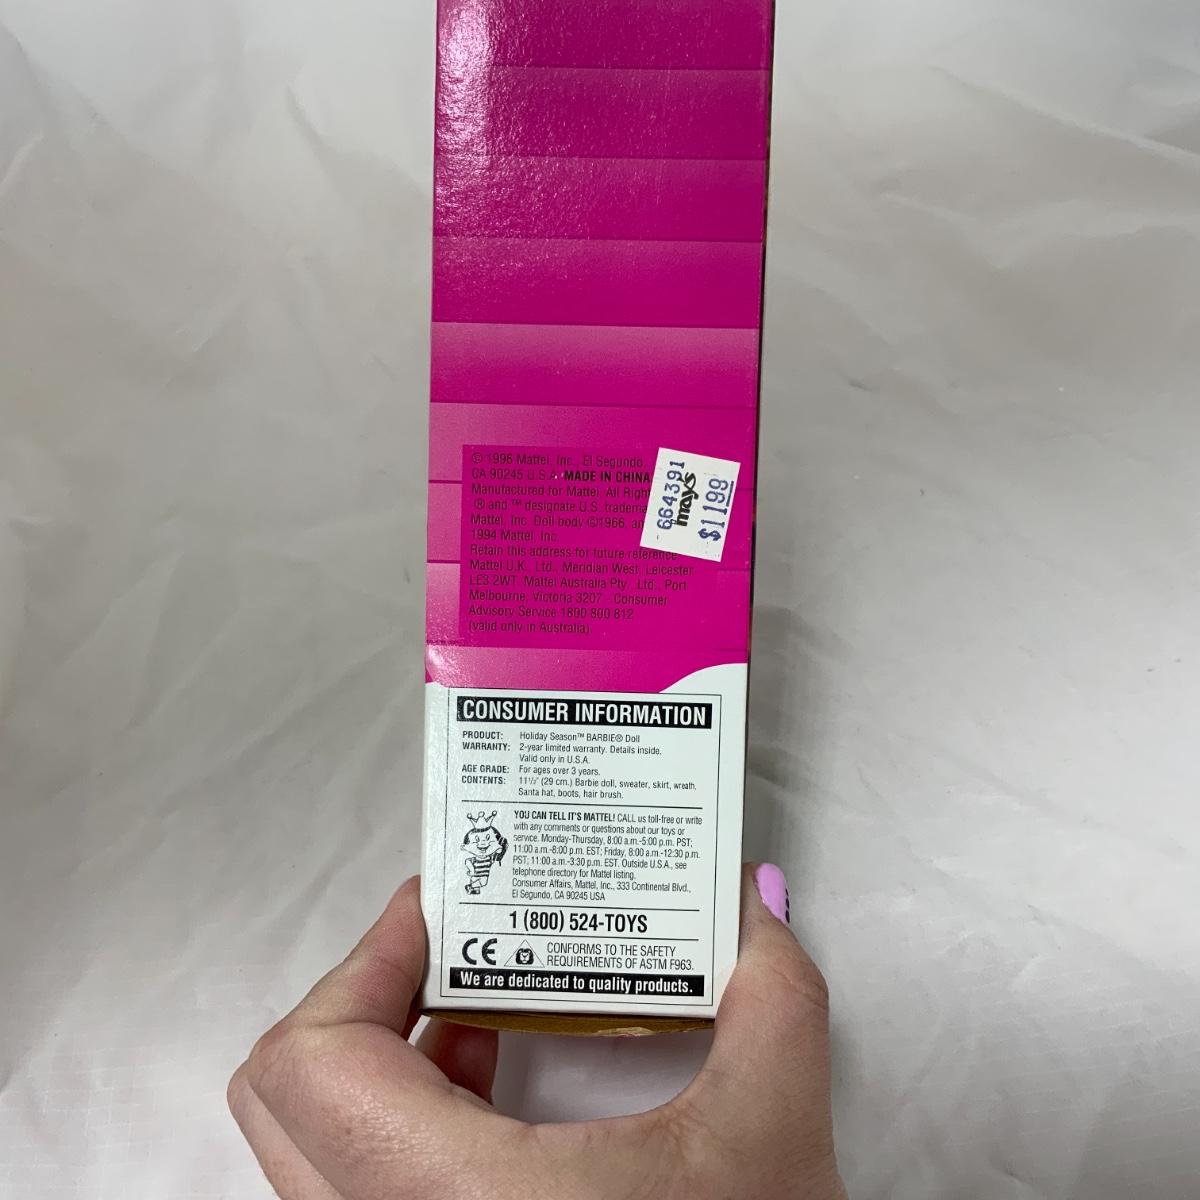 © 1996 Mattel, Inc., El Segundo,
CA 90245 U.S.A. MADE IN CHINA
Manufactured for Mattel. All Right
® and ™ designate U.S. tradema
Mattel, Inc. Doll body ©1966, an
1994 Mattel, Inc.
Retain this address for future reference:
Mattel U.K., Ltd., Meridian West, Leicester
LE3 2WT. Mattel Australia Pty., Ltd., Port
Melbourne, Victoria 3207. Consumer
Advisory Service 1800 800 812
(valid only in Australia).
664391
mays
$1199
CONSUMER INFORMATION
PRODUCT: Holiday Season™ BARBIE® Doll
WARRANTY: 2-year limited warranty. Details inside.
Valid only in U.S.A.
AGE GRADE: For ages over 3 years.
CONTENTS: 11½" (29 cm.) Barbie doll, sweater, skirt, wreath,
Santa hat, boots, hair brush.
YOU CAN TELL IT'S MATTEL! CALL us toll-free or write
with any comments or questions about our toys or
service. Monday-Thursday, 8:00 a.m.-5:00 p.m. PST;
11:00 a.m.-8:00 p.m. EST; Friday, 8:00 a.m.-12:30 p.m.
PST; 11:00 a.m.-3:30 p.m. EST. Outside U.S.A., see
telephone directory for Mattel listing.
Consumer Affairs, Mattel, Inc., 333 Continental Blvd.,
El Segundo, CA 90245 USA
1 (800) 524-TOYS
CE CONFORMS TO THE SAFETY
REQUIREMENTS OF ASTM F963.
We are dedicated to quality products.